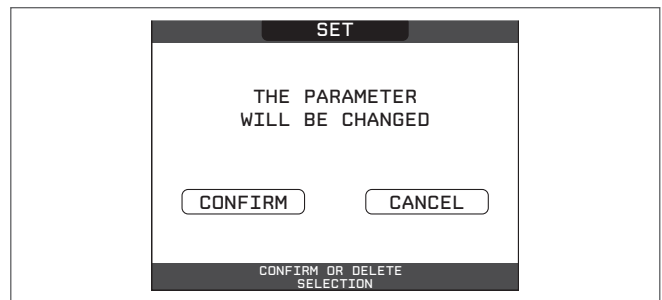 SET
THE PARAMETER
WILL BE CHANGED
CONFIRM CANCEL
CONFIRM OR DELETE
SELECTION